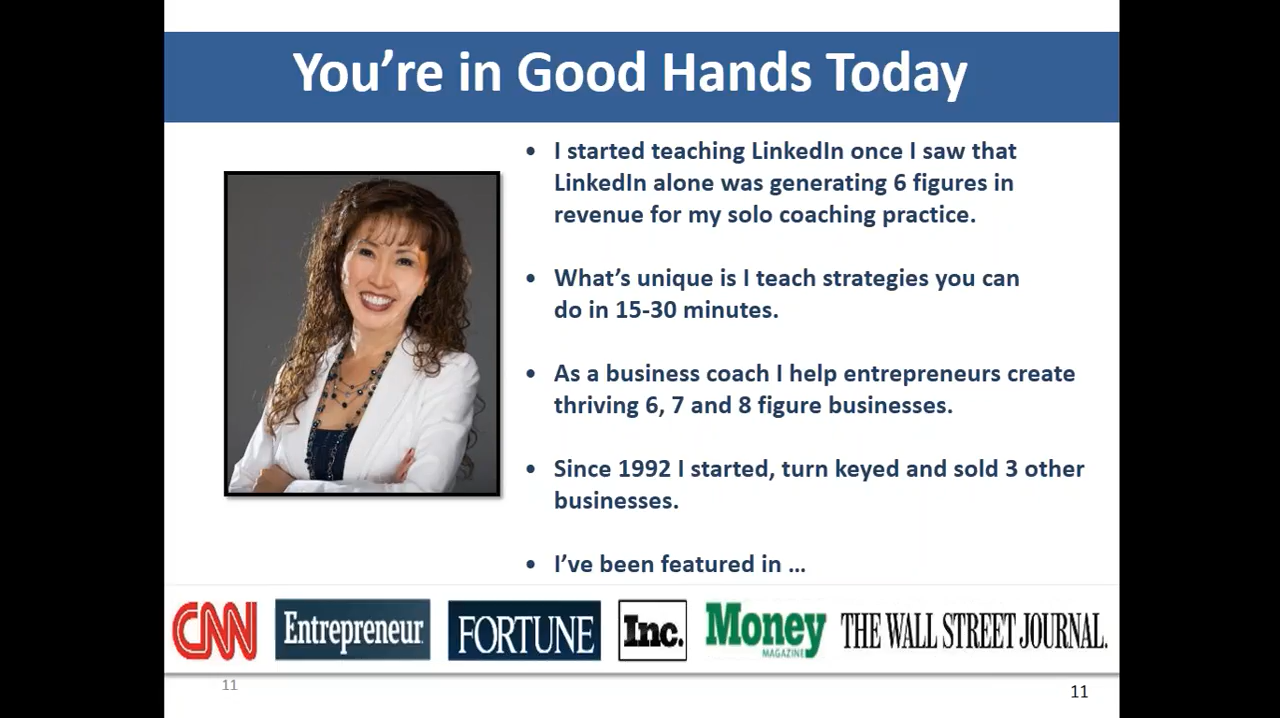 You’re in Good Hands Today
• I started teaching LinkedIn once I saw that
LinkedIn alone was generating 6 figures in
revenue for my solo coaching practice.
• What’s unique is I teach strategies you can
do in 15-30 minutes.
• As a business coach I help entrepreneurs create
thriving 6, 7 and 8 figure businesses.
• Since 1992 I started, turn keyed and sold 3 other
businesses.
• I’ve been featured in …
CNN Entrepreneur FORTUNE Inc. Money THE WALL STREET JOURNAL.
MAGAZINE
11
11